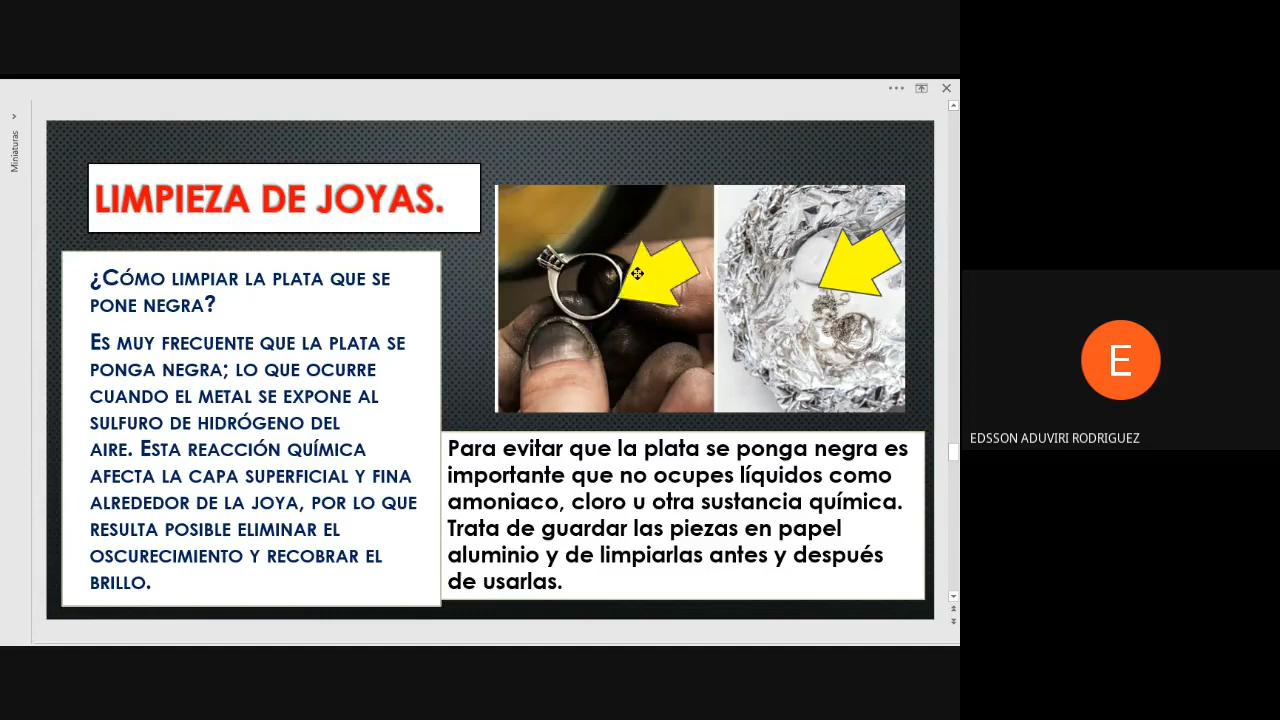 Miniaturas
LIMPIEZA DE JOYAS.
¿CÓMO LIMPIAR LA PLATA QUE SE
PONE NEGRA?
ES MUY FRECUENTE QUE LA PLATA SE
PONGA NEGRA; LO QUE OCURRE
CUANDO EL METAL SE EXPONE AL
SULFURO DE HIDRÓGENO DEL
AIRE. ESTA REACCIÓN QUÍMICA
AFECTA LA CAPA SUPERFICIAL Y FINA
ALREDEDOR DE LA JOYA, POR LO QUE
RESULTA POSIBLE ELIMINAR EL
OSCURECIMIENTO Y RECOBRAR EL
BRILLO.
Para evitar que la plata se ponga negra es
importante que no ocupes líquidos como
amoniaco, cloro u otra sustancia química.
Trata de guardar las piezas en papel
aluminio y de limpiarlas antes y después
de usarlas.
E
EDSSON ADUVIRI RODRIGUEZ